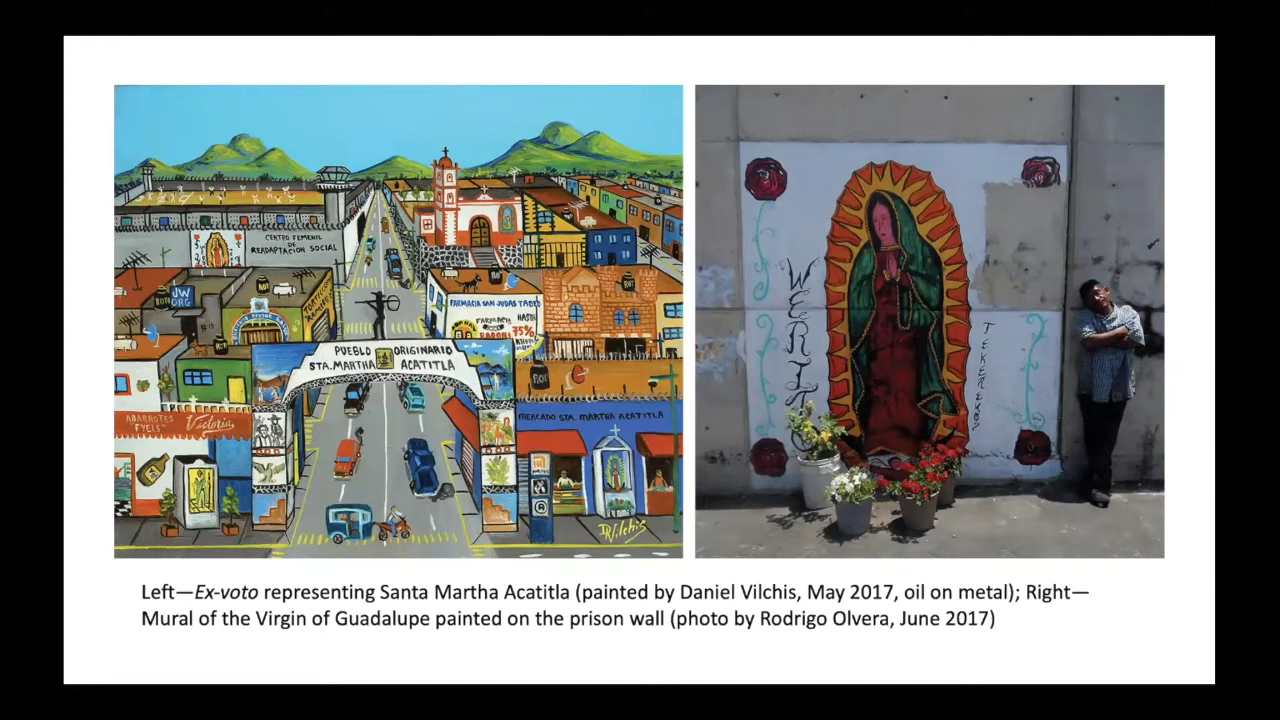 CENTRO FEMENIL
DE
READAPTACION SOCIAL
JW
.ORG
FARMACIA SAN JUDAS TADEO
HASTA
75%
PUEBLO ORIGINARIO
STA. MARTHA ACATITLA
ABARROTES
"FYELS"
Victoria
MERCADO STA. MARTHA ACATITLA
DVilchis
Left—Ex-voto representing Santa Martha Acatitla (painted by Daniel Vilchis, May 2017, oil on metal); Right—
Mural of the Virgin of Guadalupe painted on the prison wall (photo by Rodrigo Olvera, June 2017)